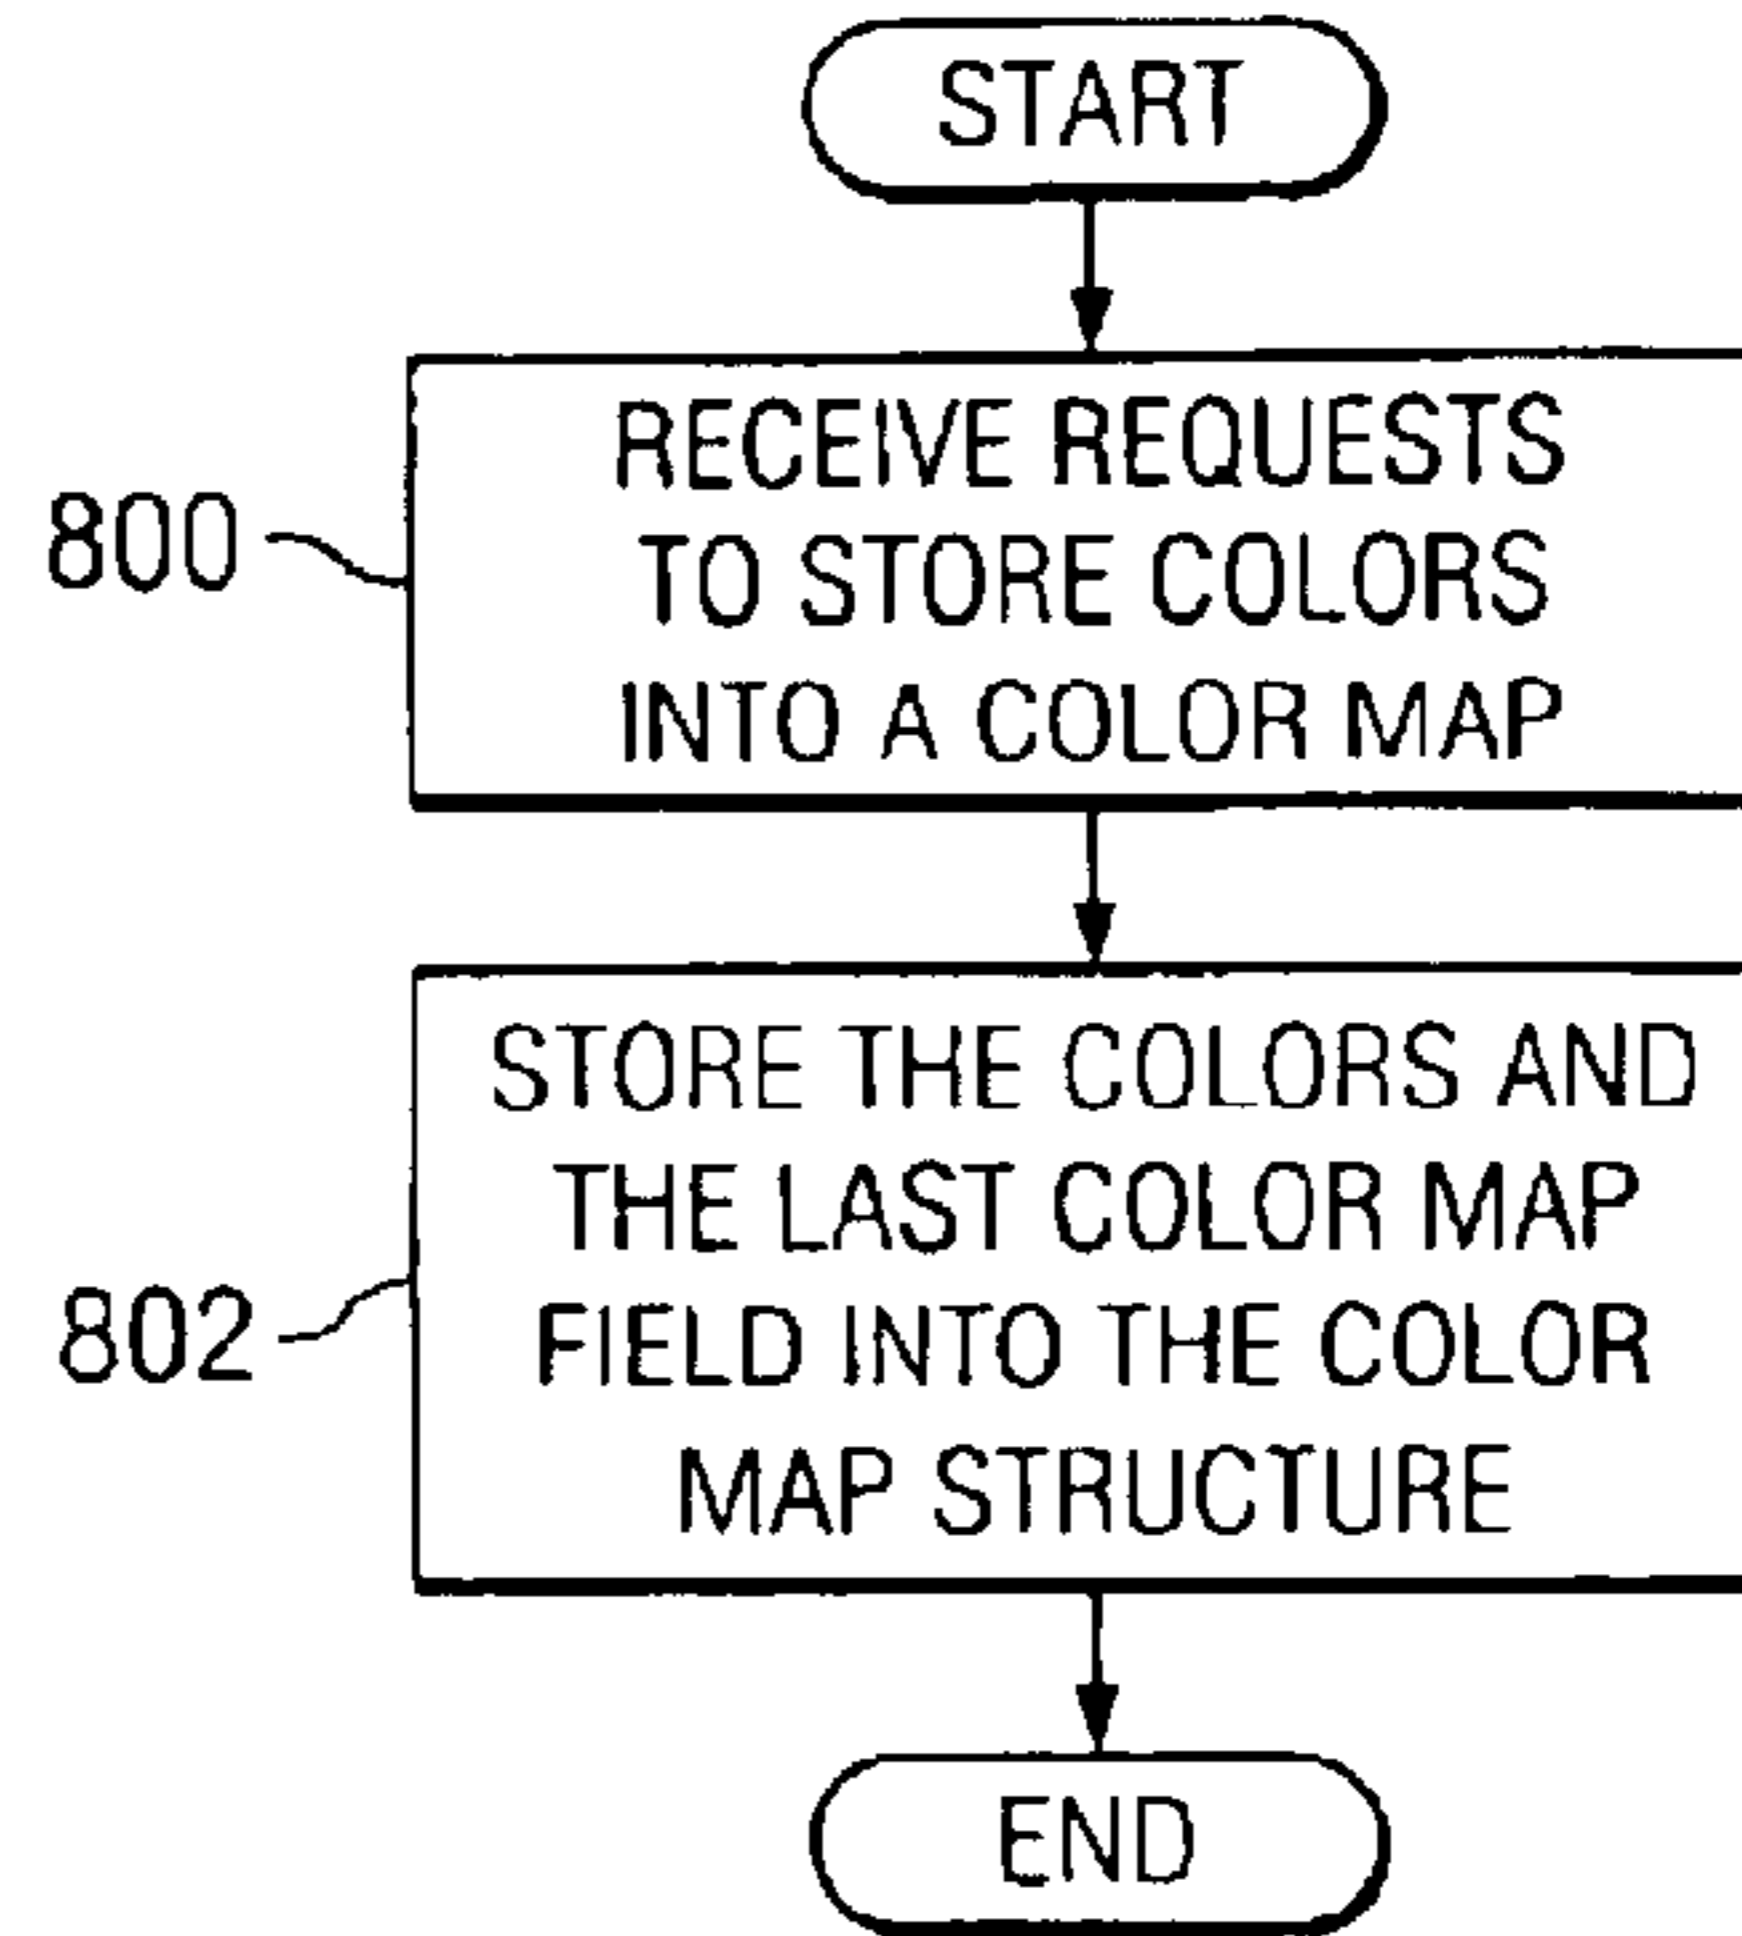 START
800
RECEIVE REQUESTS
TO STORE COLORS
INTO A COLOR MAP
802
STORE THE COLORS AND
THE LAST COLOR MAP
FIELD INTO THE COLOR
MAP STRUCTURE
END